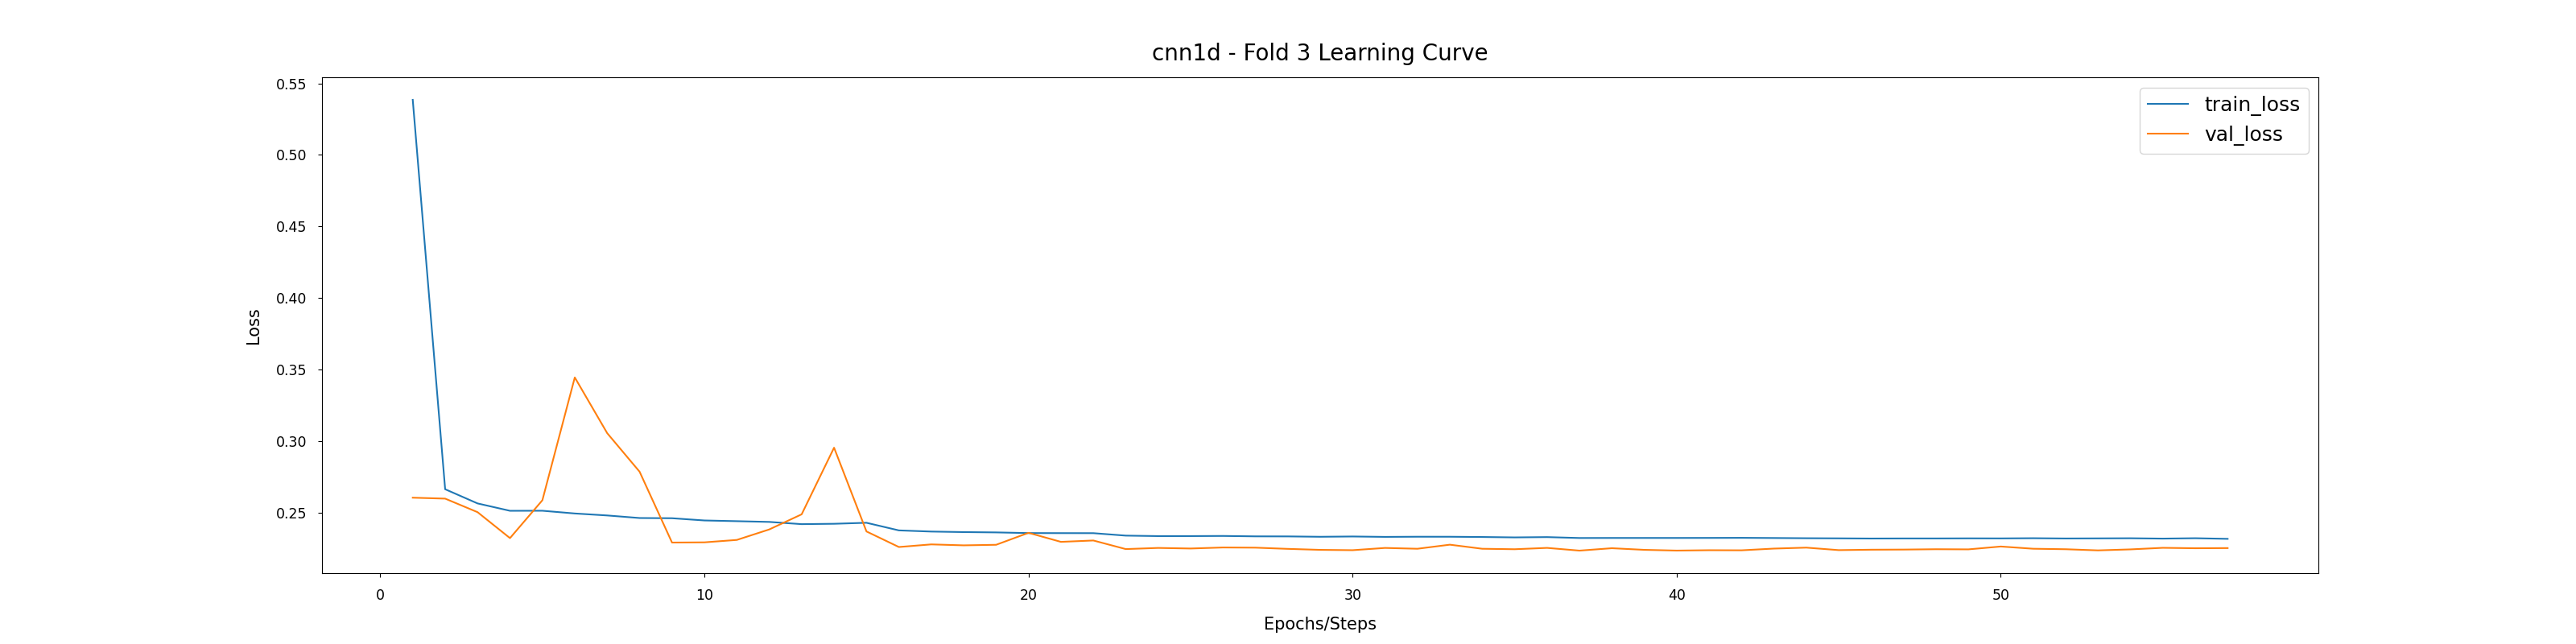 cnn1d - Fold 3 Learning Curve
0.55
0.50
0.45
0.40
0.35
0.30
0.25
Loss
train_loss
val_loss
0 10 20 30 40 50
Epochs/Steps